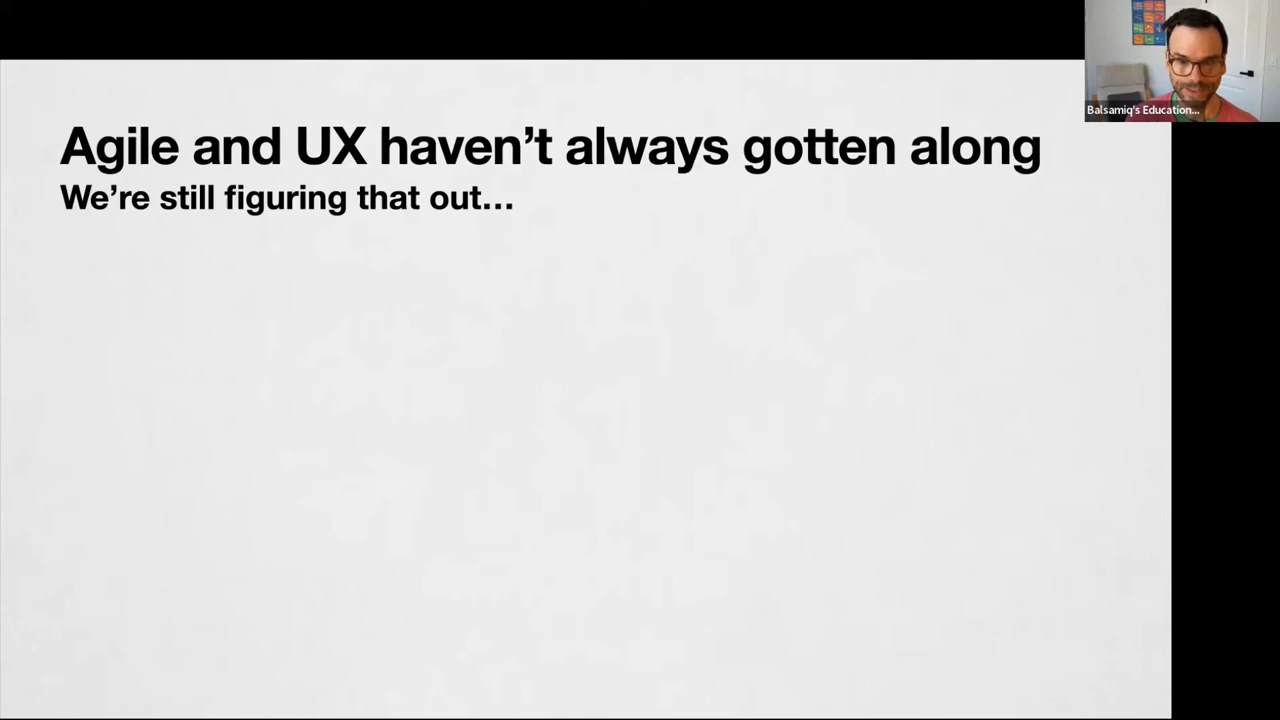 Agile and UX haven’t always gotten along
We’re still figuring that out…
Balsamiq's Education...